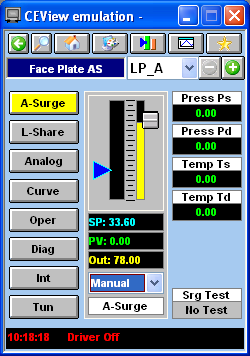 CEView emulation -
Face Plate AS
LP_A
A-Surge
L-Share
Analog
Curve
Oper
Diag
Int
Tun
SP: 33.60
PV: 0.00
Out: 78.00
Manual
A-Surge
Press Ps
0.00
Press Pd
0.00
Temp Ts
0.00
Temp Td
0.00
Srg Test
No Test
10:18:18 Driver Off